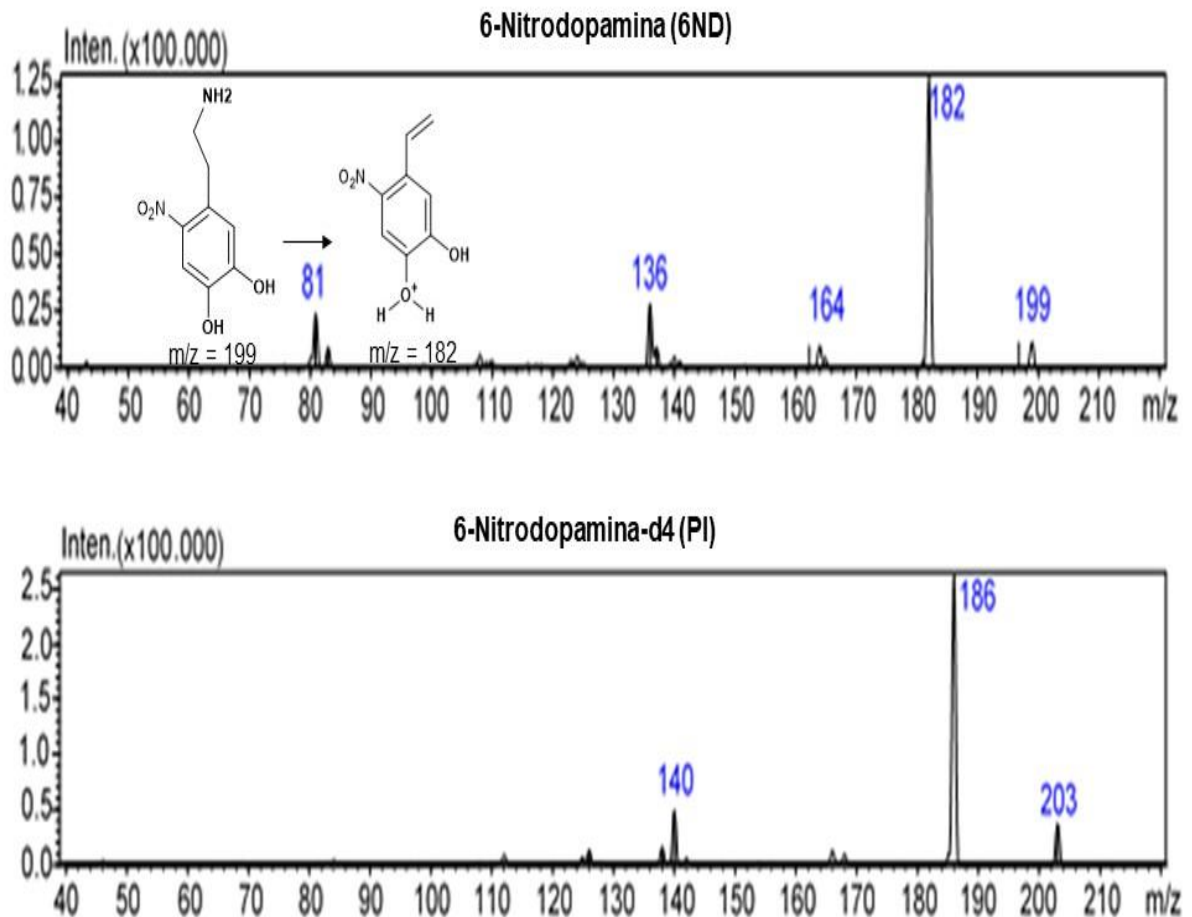 6-Nitrodopamina (6ND)
Inten. (x100.000)
1.25
1.00
0.75
0.50
0.25
0.00
NH2
O₂N
OH
OH
m/z = 199
O₂N
OH
O⁺
H H
m/z = 182
81
136
164
182
199
40 50 60 70 80 90 100 110 120 130 140 150 160 170 180 190 200 210 m/z
6-Nitrodopamina-d4 (PI)
Inten.(x100.000)
2.5
2.0
1.5
1.0
0.5
0.0
140
186
203
40 50 60 70 80 90 100 110 120 130 140 150 160 170 180 190 200 210 m/z